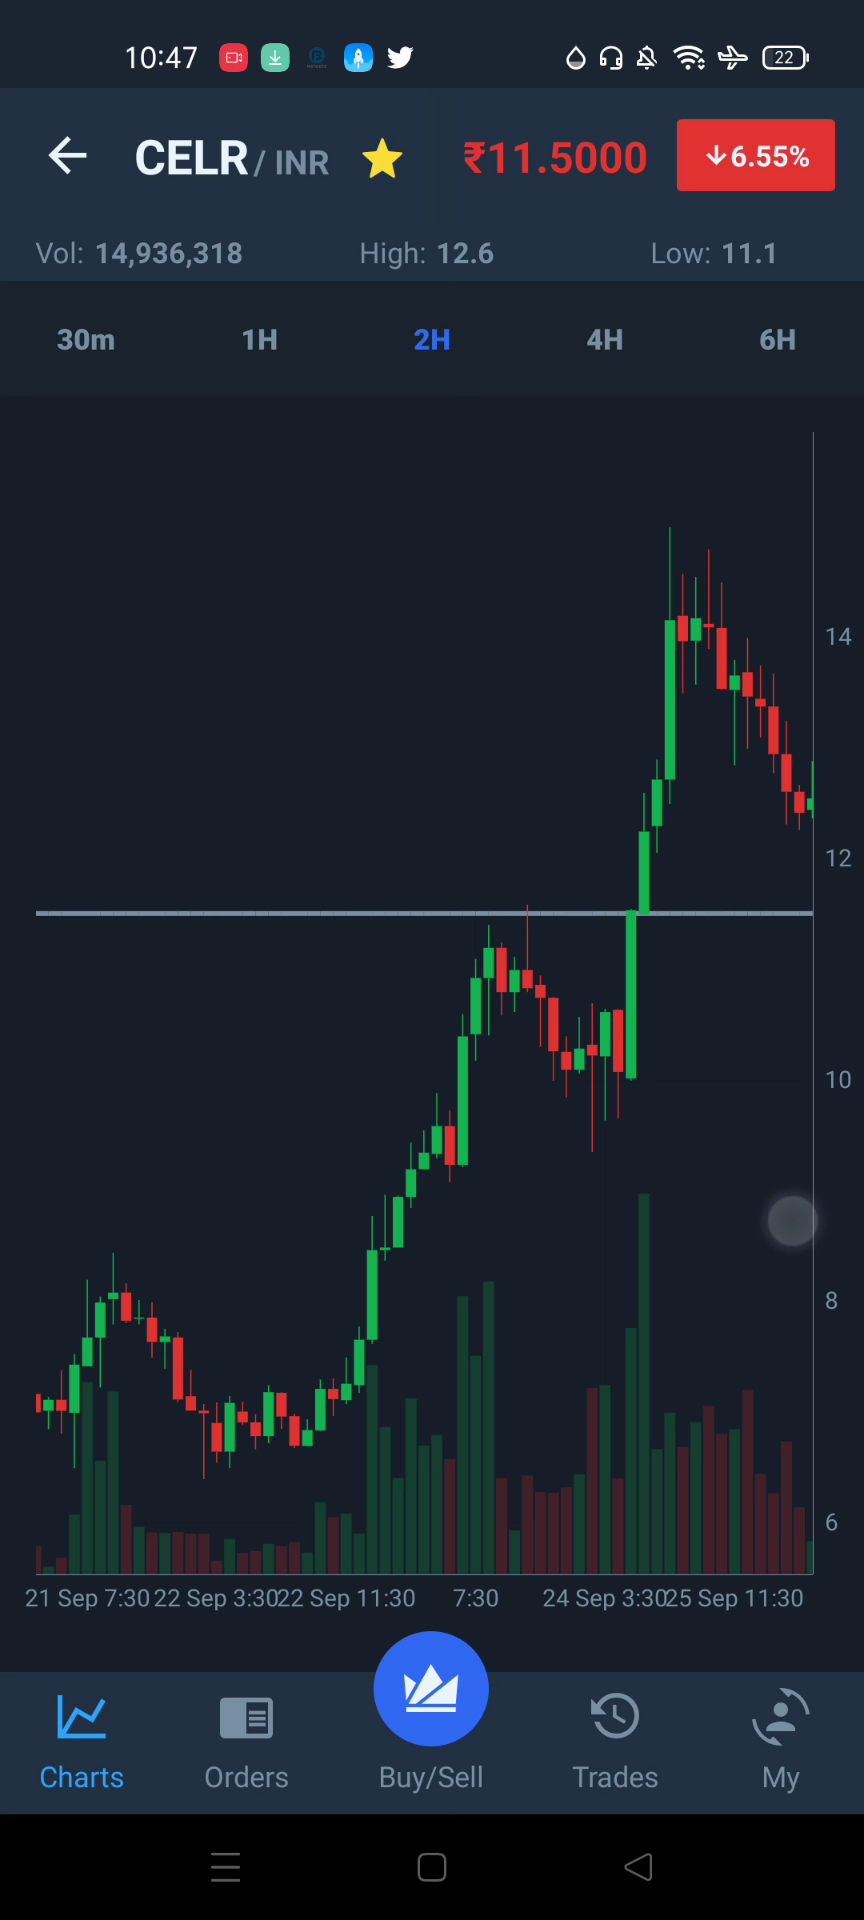 10:47 22
CELR / INR ₹11.5000 6.55%
Vol: 14,936,318 High: 12.6 Low: 11.1
30m 1H 2H 4H 6H
14
12
10
8
6
21 Sep 7:30 22 Sep 3:30 22 Sep 11:30 7:30 24 Sep 3:30 25 Sep 11:30
Charts Orders Buy/Sell Trades My